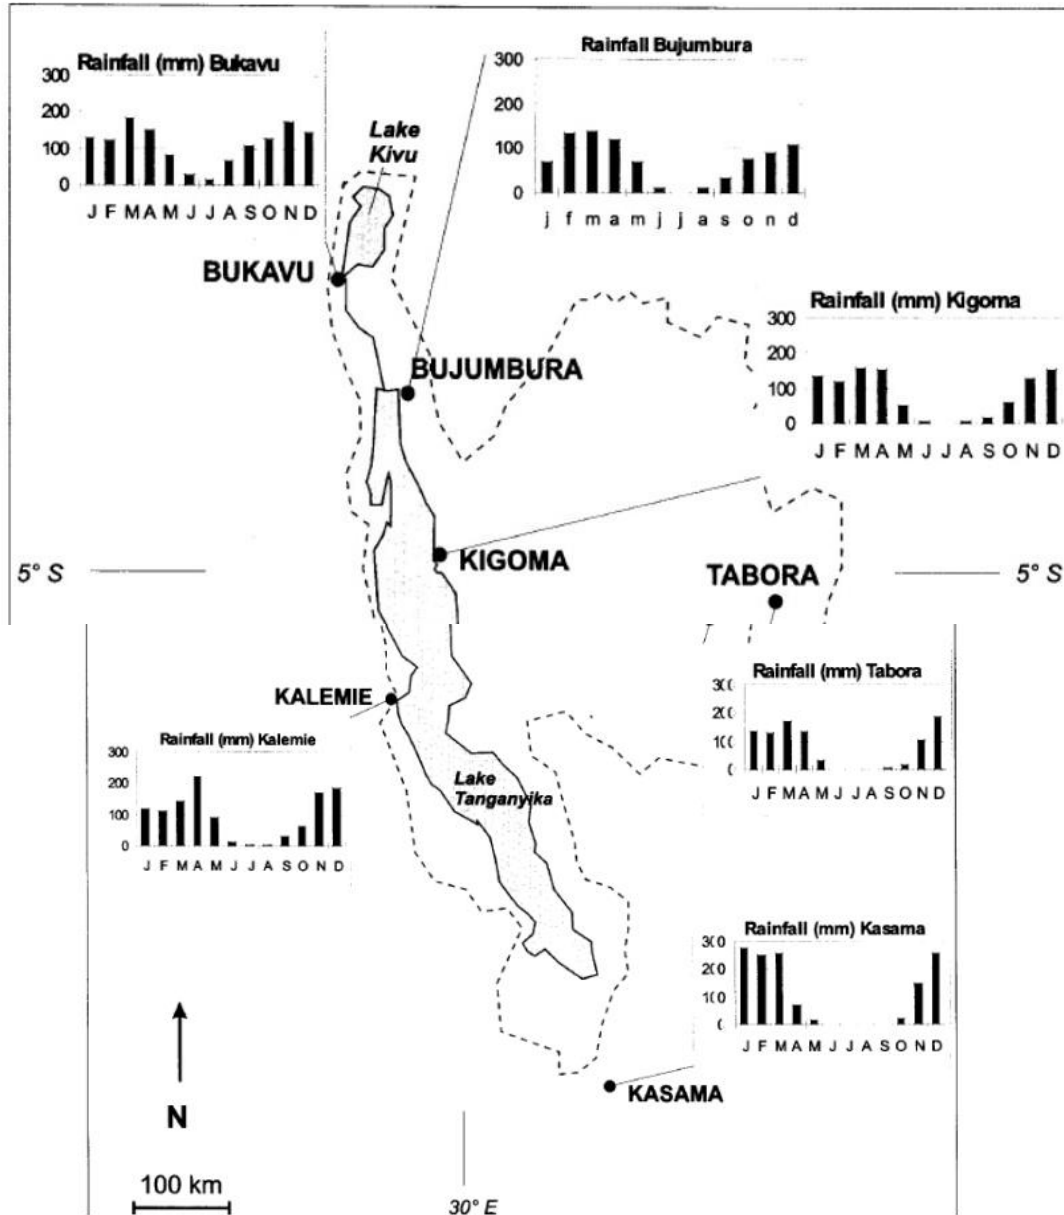 Rainfall (mm) Bukavu
300
200
100
0
J F M A M J J A S O N D
Rainfall Bujumbura
300
200
100
0
j f m a m j j a s o n d
Lake
Kivu
BUKAVU
BUJUMBURA
Rainfall (mm) Kigoma
300
200
100
0
J F M A M J J A S O N D
KIGOMA
5° S
TABORA
5° S
KALEMIE
Rainfall (mm) Kalemie
300
200
100
0
J F M A M J J A S O N D
Rainfall (mm) Tabora
J F M A M J J A S O N D
Lake
Tanganyika
Rainfall (mm) Kasama
J F M A M J J A S O N D
KASAMA
N
100 km
30° E